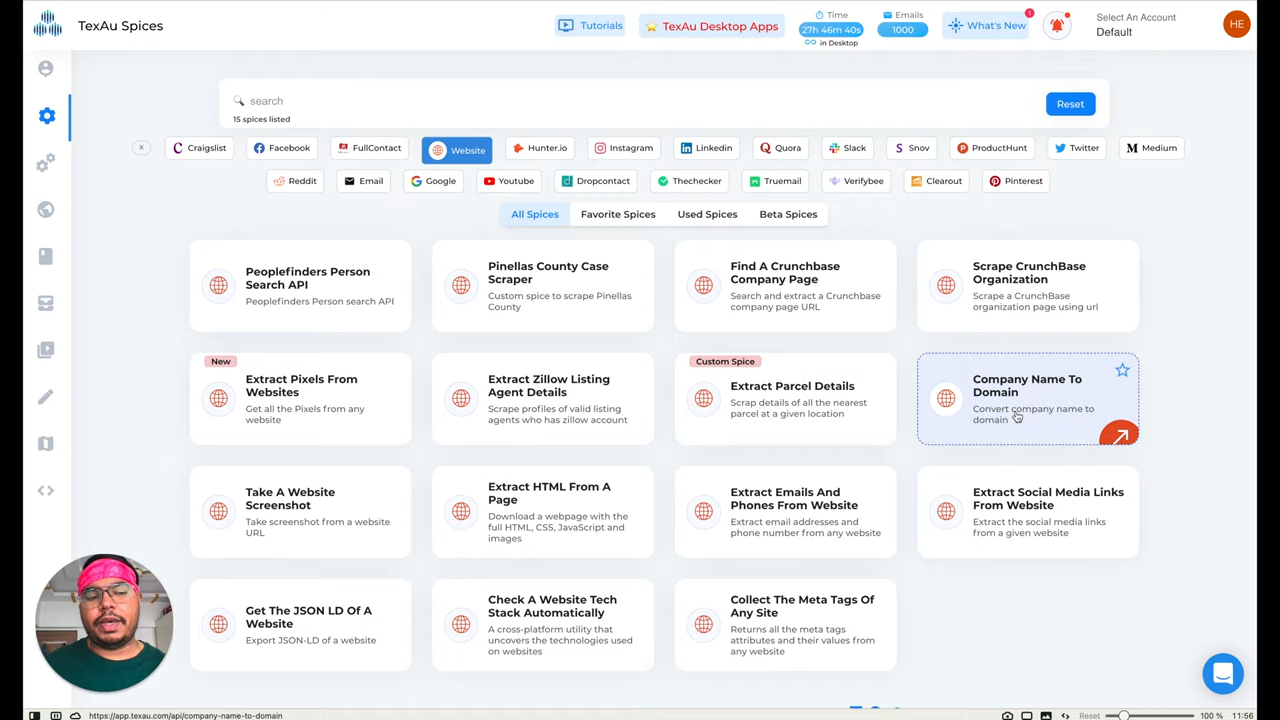 TexAu Spices
Tutorials
TexAu Desktop Apps
Time
27h 46m 40s
in Desktop
Emails
1000
What's New
1
Select An Account
Default
HE
search
15 spices listed
Reset
X
Craigslist
Facebook
FullContact
Website
Hunter.io
Instagram
Linkedin
Quora
Slack
Snov
ProductHunt
Twitter
Medium
Reddit
Email
Google
Youtube
Dropcontact
Thechecker
Truemail
Verifybee
Clearout
Pinterest
All Spices
Favorite Spices
Used Spices
Beta Spices
Peoplefinders Person
Search API
Peoplefinders Person search API
Pinellas County Case
Scraper
Custom spice to scrape Pinellas
County
Find A Crunchbase
Company Page
Search and extract a Crunchbase
company page URL
Scrape CrunchBase
Organization
Scrape a CrunchBase
organization page using url
New
Extract Pixels From
Websites
Get all the Pixels from any
website
Extract Zillow Listing
Agent Details
Scrape profiles of valid listing
agents who has zillow account
Custom Spice
Extract Parcel Details
Scrap details of all the nearest
parcel at a given location
Company Name To
Domain
Convert company name to
domain
Take A Website
Screenshot
Take screenshot from a website
URL
Extract HTML From A
Page
Download a webpage with the
full HTML, CSS, JavaScript and
images
Extract Emails And
Phones From Website
Extract email addresses and
phone number from any website
Extract Social Media Links
From Website
Extract the social media links
from a given website
Get The JSON LD Of A
Website
Export JSON-LD of a website
Check A Website Tech
Stack Automatically
A cross-platform utility that
uncovers the technologies used
on websites
Collect The Meta Tags Of
Any Site
Returns all the meta tags
attributes and their values from
any website
https://app.texau.com/api/company-name-to-domain
Reset
100 %
11:56